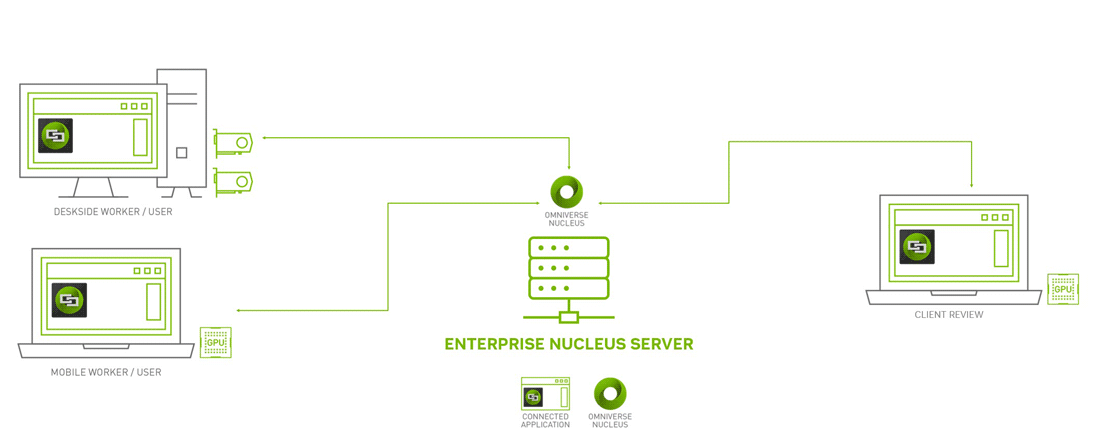 DESKSIDE WORKER / USER
OMNIVERSE
NUCLEUS
GPU
CLIENT REVIEW
GPU
MOBILE WORKER / USER
ENTERPRISE NUCLEUS SERVER
CONNECTED
APPLICATION
OMNIVERSE
NUCLEUS